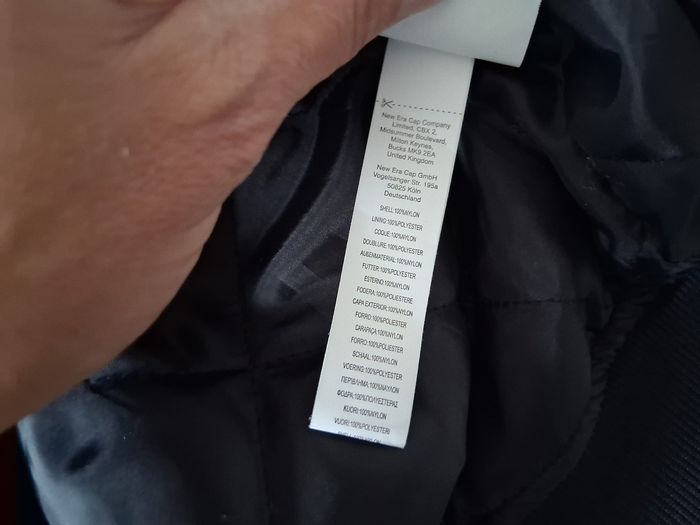 New Era Cap Company
Limited, CBX 2,
Midsummer Boulevard,
Milton Keynes,
Bucks MK9 2EA
United Kingdom
New Era Cap GmbH
Vogelsanger Str. 195a
50825 Köln
Deutschland
SHELL:100%NYLON
LINING:100%POLYESTER
COQUE:100%NYLON
DOUBLURE:100%POLYESTER
AUßENMATERIAL:100%NYLON
FUTTER:100%POLYESTER
ESTERNO:100%NYLON
FODERA:100%POLIESTERE
CAPA EXTERIOR:100%NYLON
FORRO:100%POLIESTER
CARAPAÇA:100%NYLON
FORRO:100%POLIESTER
SCHAAL:100%NYLON
VOERING:100%POLYESTER
ΠΕΡΙΒΛΗΜΑ:100%ΝΑΥΛΟΝ
ΦΟΔΡΑ:100%ΠΟΛΥΕΣΤΕΡΑΣ
KUORI:100%NYLON
VUORI:100%POLYESTERI